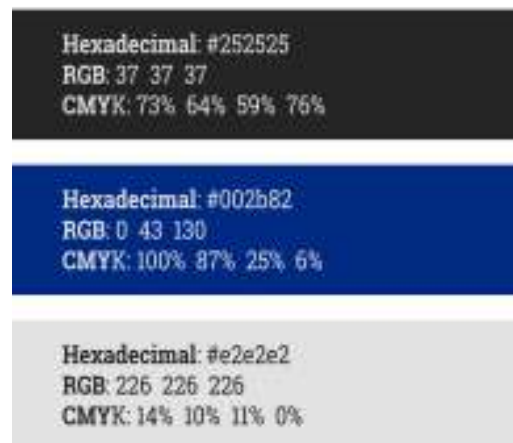 Hexadecimal: #252525
RGB: 37 37 37
CMYK: 73% 64% 59% 76%
Hexadecimal: #002b82
RGB: 0 43 130
CMYK: 100% 87% 25% 6%
Hexadecimal: #e2e2e2
RGB: 226 226 226
CMYK: 14% 10% 11% 0%